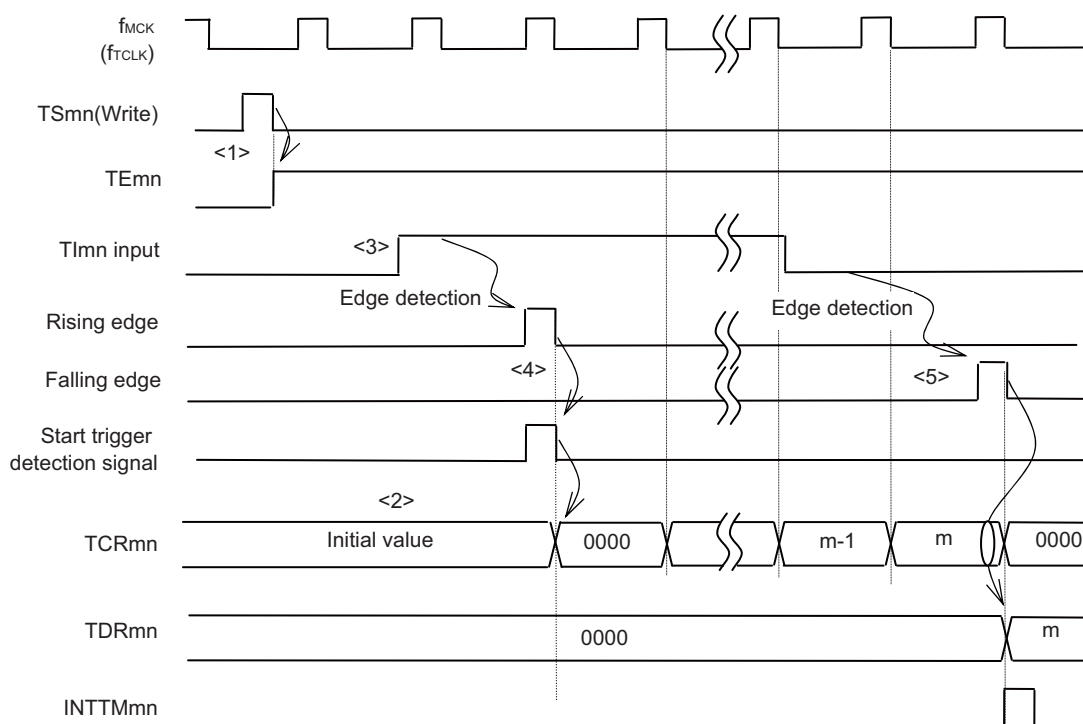 fMCK
(fTCLK)
TSmn(Write)
<1>
TEmn
TImn input
<3>
Edge detection
Edge detection
Rising edge
<4>
Falling edge
<5>
Start trigger
detection signal
<2>
TCRmn
Initial value
0000
m-1
m
0000
TDRmn
0000
m
INTTMmn